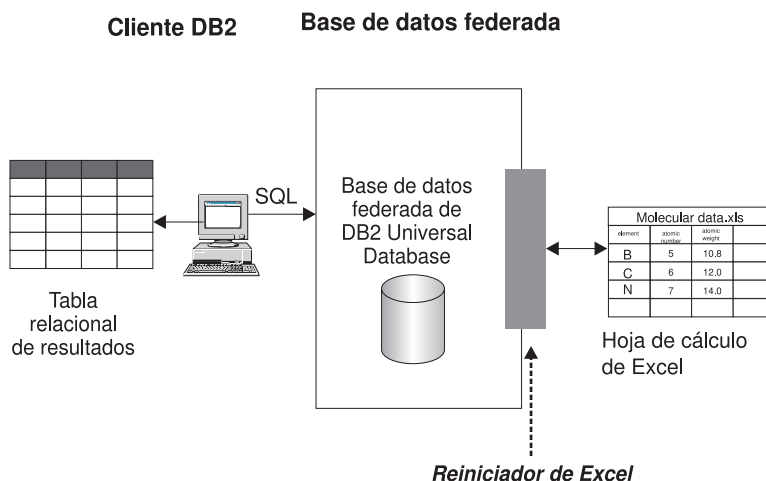 Cliente DB2
Base de datos federada
SQL
Base de datos
federada de
DB2 Universal
Database
Tabla
relacional
de resultados
Molecular data.xls
element atomic number atomic weight
B 5 10.8
C 6 12.0
N 7 14.0
Hoja de cálculo
de Excel
Reiniciador de Excel